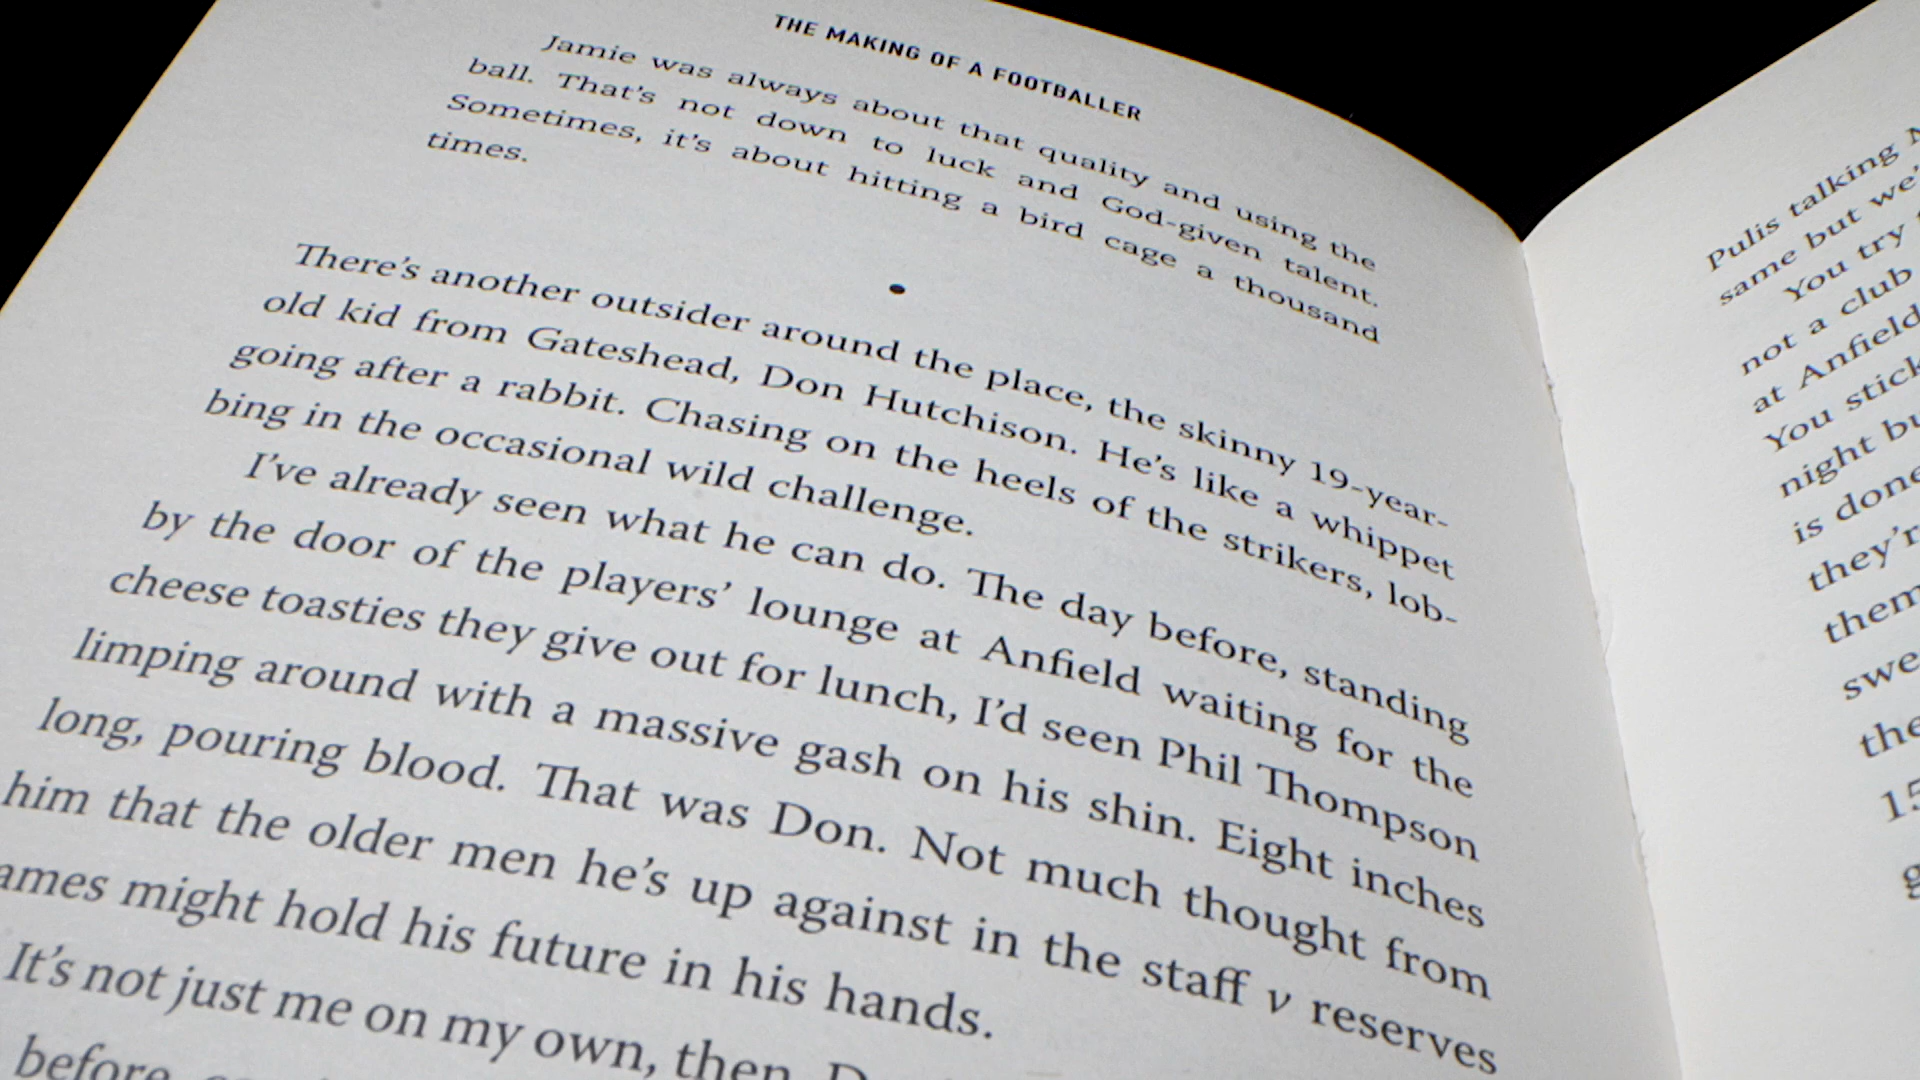 THE MAKING OF A FOOTBALLER
Jamie was always about that quality and using the
ball. That's not down to luck and God-given talent.
Sometimes, it's about hitting a bird cage a thousand
times.
•
There's another outsider around the place, the skinny 19-year-
old kid from Gateshead, Don Hutchison. He's like a whippet
going after a rabbit. Chasing on the heels of the strikers, lob-
bing in the occasional wild challenge.
I've already seen what he can do. The day before, standing
by the door of the players' lounge at Anfield waiting for the
cheese toasties they give out for lunch, I'd seen Phil Thompson
limping around with a massive gash on his shin. Eight inches
long, pouring blood. That was Don. Not much thought from
him that the older men he's up against in the staff v reserves
ames might hold his future in his hands.
It's not just me on my own, then.
before
Pulis talking
same but we'
You try
not a club
at Anfield
You stick
night bu
is done
they'r
them
swe
the
15
g